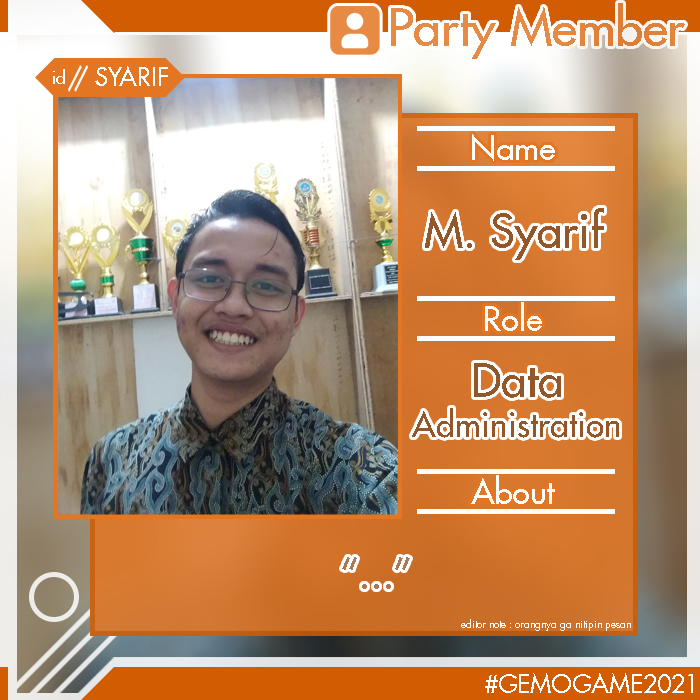 Party Member
id // SYARIF
Name
M. Syarif
Role
Data
Administration
About
"..."
editor note : orangnya ga nitipin pesan
#GEMOGAME2021